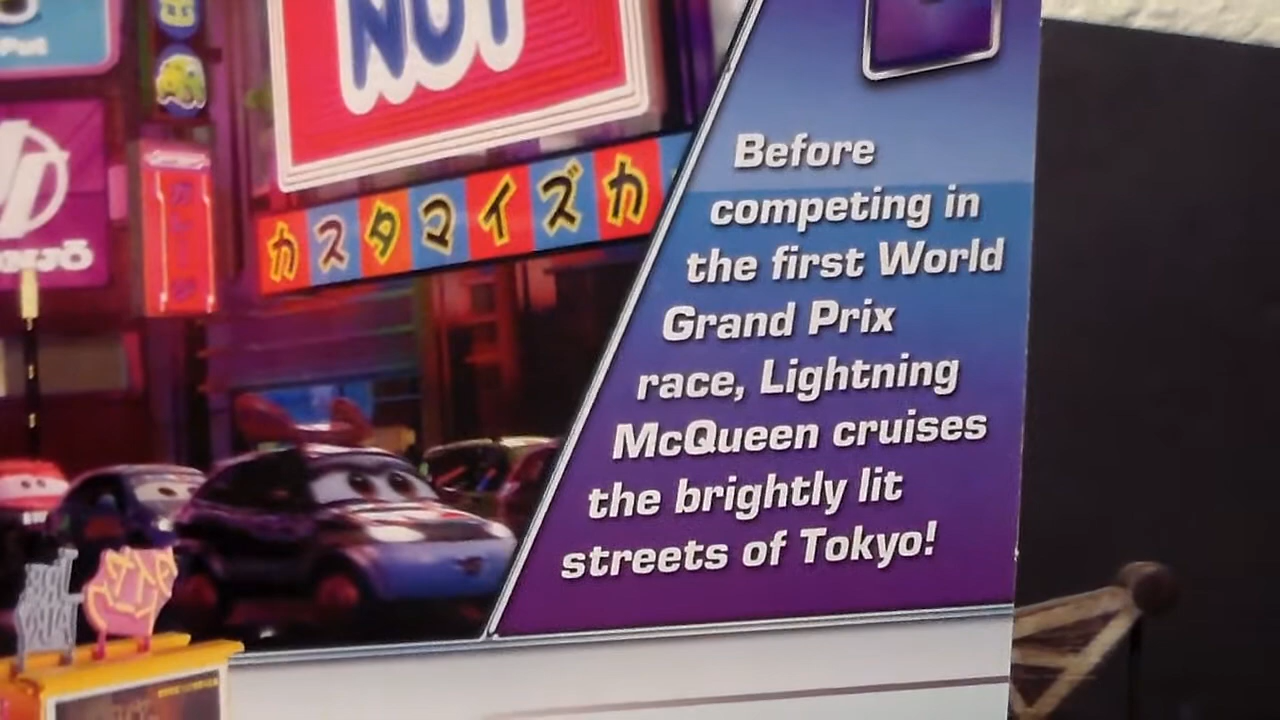 NUT
カスタマイズカ
Before
competing in
the first World
Grand Prix
race, Lightning
McQueen cruises
the brightly lit
streets of Tokyo!